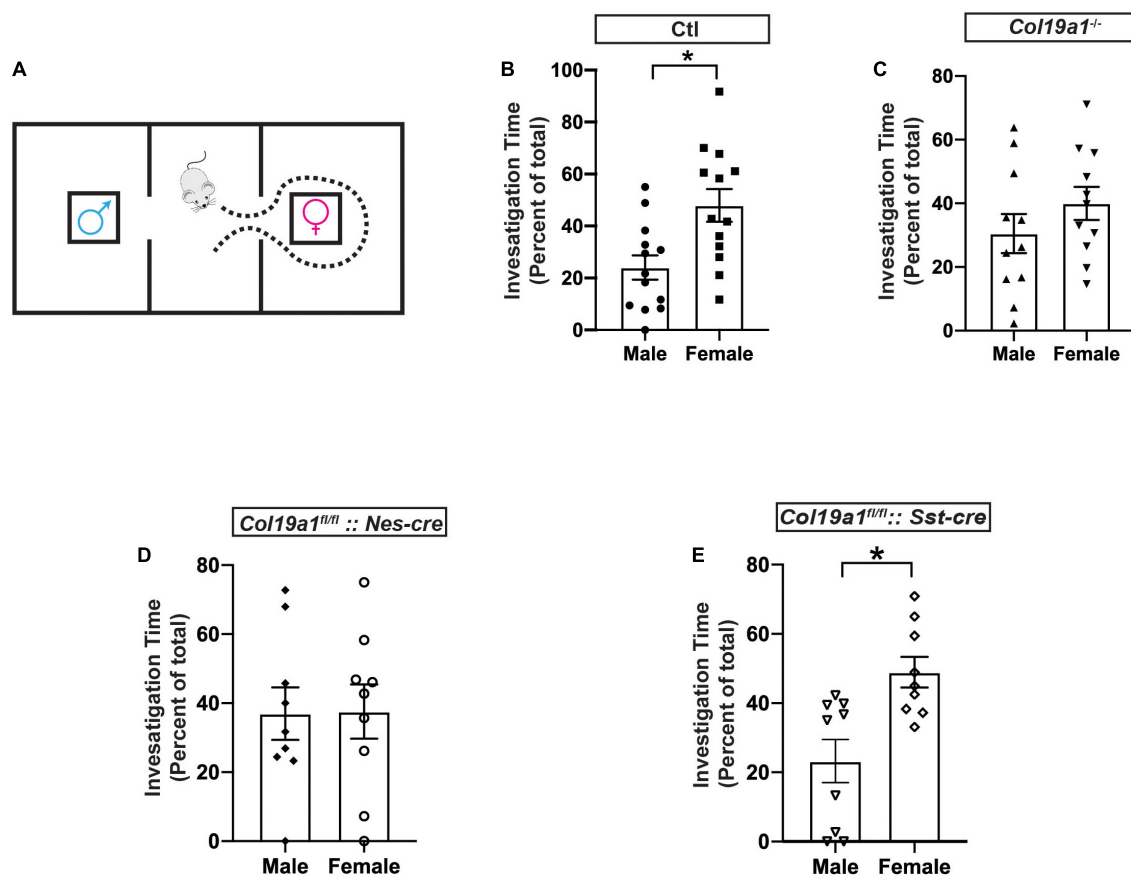 A
B
Ctl
*
Invesatigation Time
(Percent of total)
100
80
60
40
20
0
Male Female
C
Col19a1-/-
Invesatigation Time
(Percent of total)
80
60
40
20
0
Male Female
D
Col19a1fl/fl :: Nes-cre
Invesatigation Time
(Percent of total)
80
60
40
20
0
Male Female
E
Col19a1fl/fl:: Sst-cre
*
Investigation Time
(Percent of total)
80
60
40
20
0
Male Female